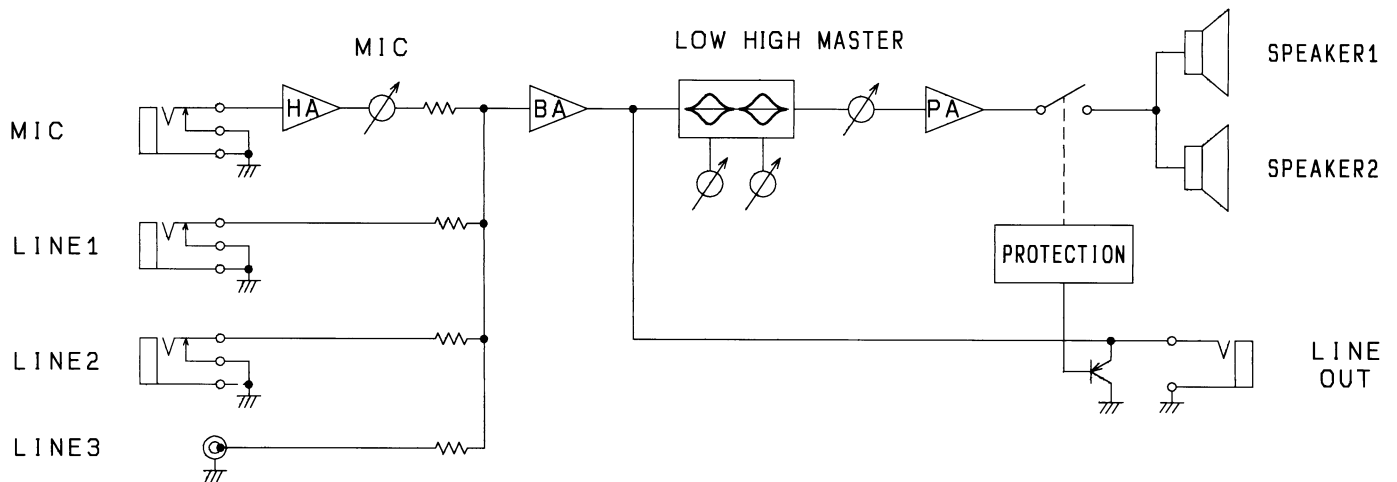 MIC
LOW HIGH MASTER
SPEAKER1
HA
BA
PA
MIC
SPEAKER2
LINE1
PROTECTION
LINE2
LINE
OUT
LINE3